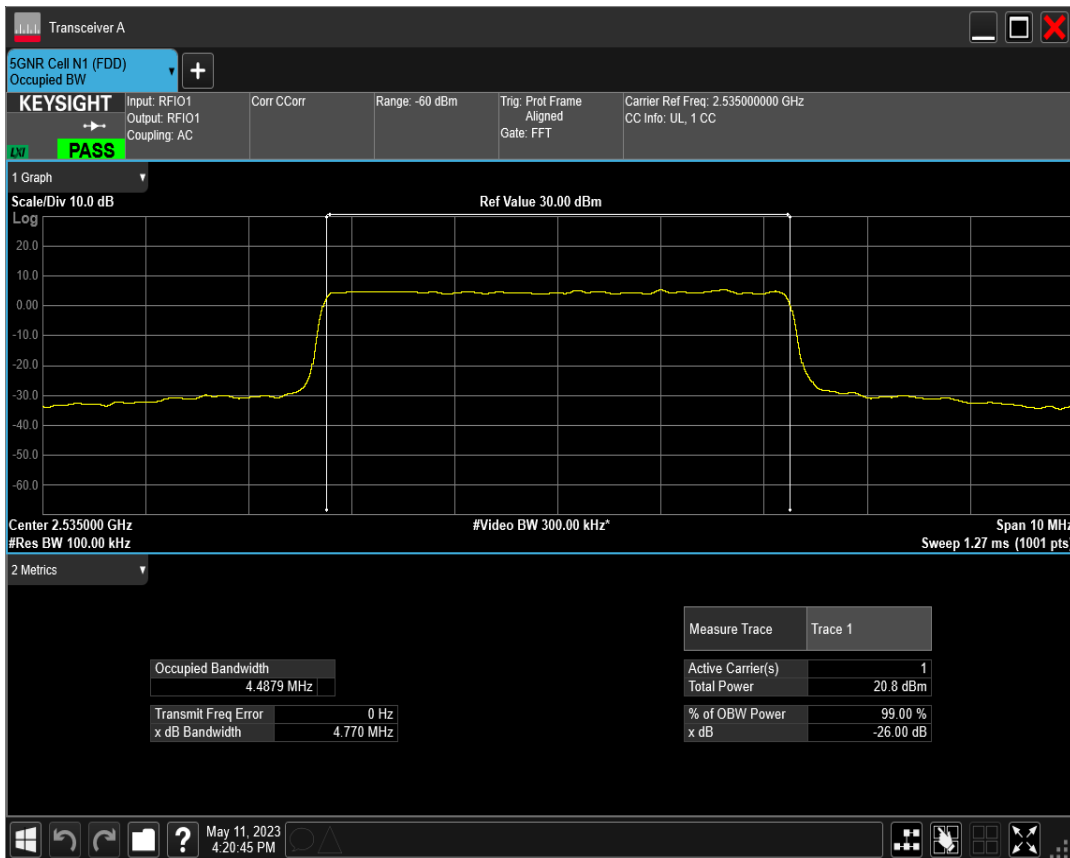 Transceiver A
5GNR Cell N1 (FDD)
Occupied BW
+
KEYSIGHT
LXI
PASS
Input: RFIO1
Output: RFIO1
Coupling: AC
Corr CCorr
Range: -60 dBm
Trig: Prot Frame
Aligned
Gate: FFT
Carrier Ref Freq: 2.535000000 GHz
CC Info: UL, 1 CC
1 Graph
Scale/Div 10.0 dB
Ref Value 30.00 dBm
Log
20.0
10.0
0.00
-10.0
-20.0
-30.0
-40.0
-50.0
-60.0
Center 2.535000 GHz
#Video BW 300.00 kHz*
Span 10 MHz
#Res BW 100.00 kHz
Sweep 1.27 ms (1001 pts)
2 Metrics
Measure Trace Trace 1
Occupied Bandwidth
4.4879 MHz
Active Carrier(s) 1
Total Power 20.8 dBm
Transmit Freq Error 0 Hz
x dB Bandwidth 4.770 MHz
% of OBW Power 99.00 %
x dB -26.00 dB
?
May 11, 2023
4:20:45 PM